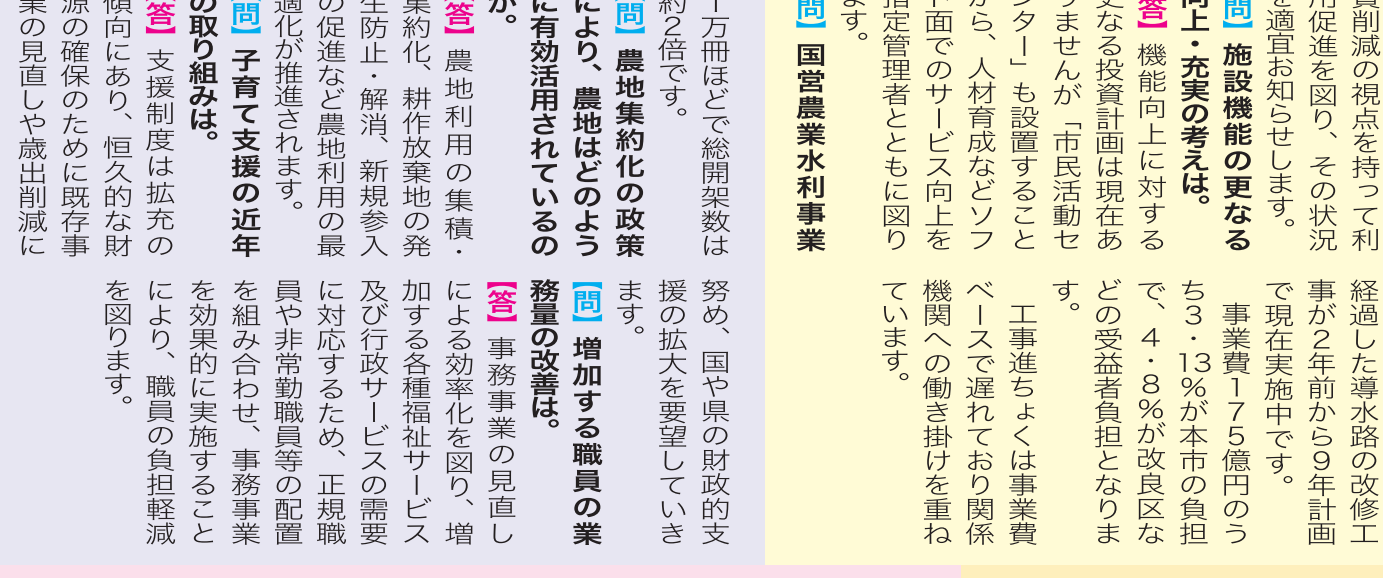 費削減の視点を持って利
用促進を図り、その状況
を適宜お知らせします。
【問】施設機能の更なる
向上・充実の考えは。
【答】機能向上に対する
更なる投資計画は現在あ
りませんが「市民活動セ
ンター」も設置すること
から、人材育成などソフ
ト面でのサービス向上を
指定管理者とともに図り
ます。
【問】国営農業水利事業
経過した導水路の改修工
事が2年前から9年計画
で現在実施中です。
事業費175億円のう
ち3・13%が本市の負担
で、4・8%が改良区な
どの受益者負担となりま
す。
工事進ちょくは事業費
ベースで遅れており関係
機関への働き掛けを重ね
ています。
万冊ほどで総開架数は
約2倍です。
【問】農地集約化の政策
により、農地はどのよう
に有効活用されているの
か。
【答】農地利用の集積・
集約化、耕作放棄地の発
生防止・解消、新規参入
の促進など農地利用の最
適化が推進されます。
【問】子育て支援の近年
の取り組みは。
【答】支援制度は拡充の
傾向にあり、恒久的な財
源の確保のために既存事
業の見直しや歳出削減に
努め、国や県の財政的支
援の拡大を要望していき
ます。
【問】増加する職員の業
務量の改善は。
【答】事務事業の見直し
による効率化を図り、増
加する各種福祉サービス
及び行政サービスの需要
に対応するため、正規職
員や非常勤職員等の配置
を組み合わせ、事務事業
を効果的に実施すること
により、職員の負担軽減
を図ります。